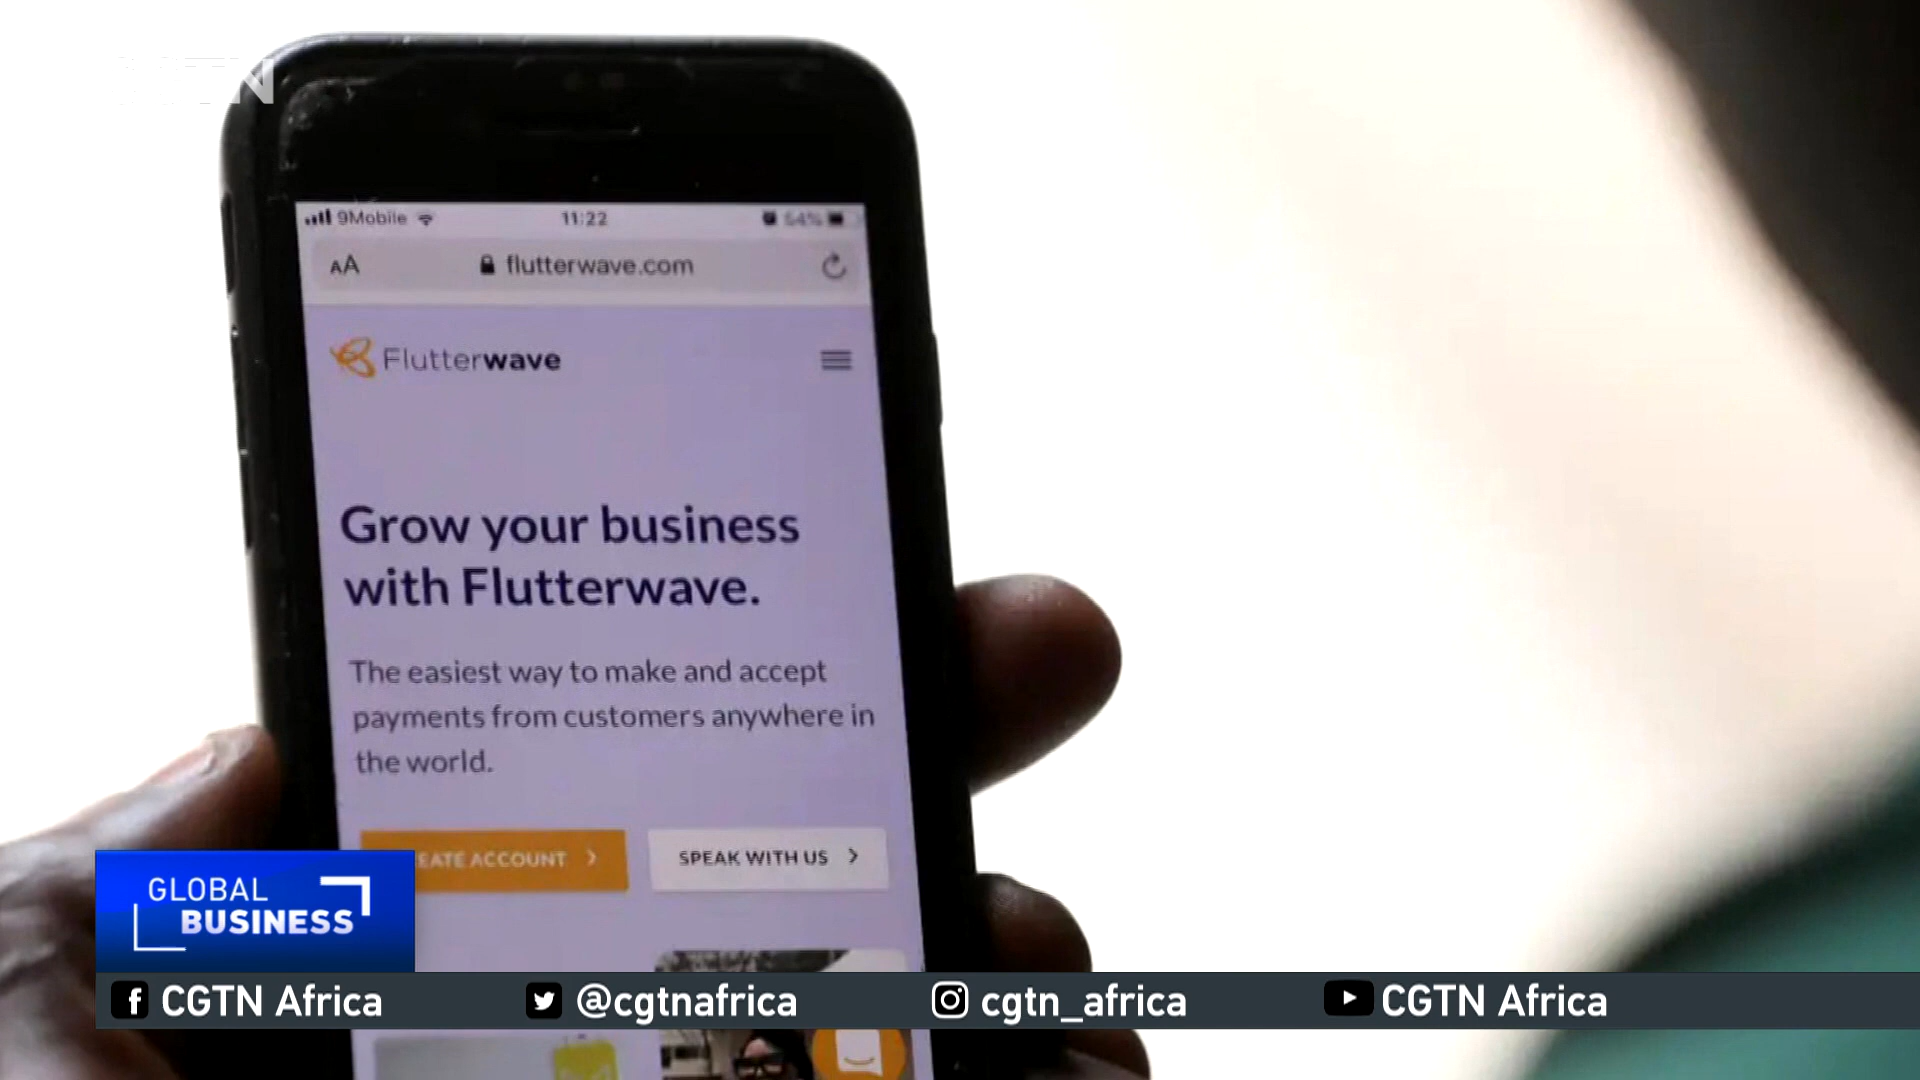 CGTN
9Mobile
11:22
54%
AA
flutterwave.com
Flutterwave
Grow your business
with Flutterwave.
The easiest way to make and accept
payments from customers anywhere in
the world.
EATE ACCOUNT
SPEAK WITH US
GLOBAL
BUSINESS
CGTN Africa
@cgtnafrica
cgtn_africa
CGTN Africa